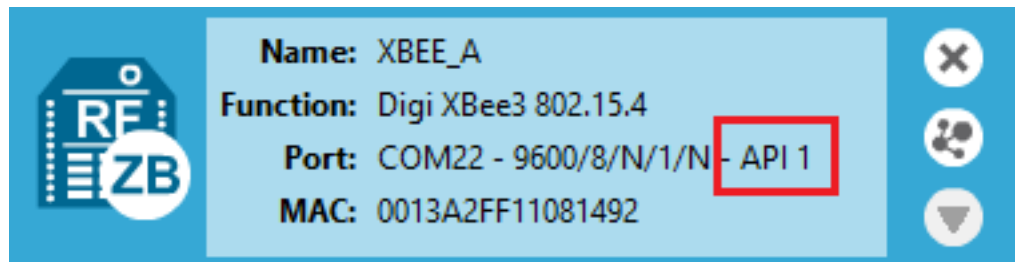 RF
ZB
Name: XBEE_A
Function: Digi XBee3 802.15.4
Port: COM22 - 9600/8/N/1/N - API 1
MAC: 0013A2FF11081492